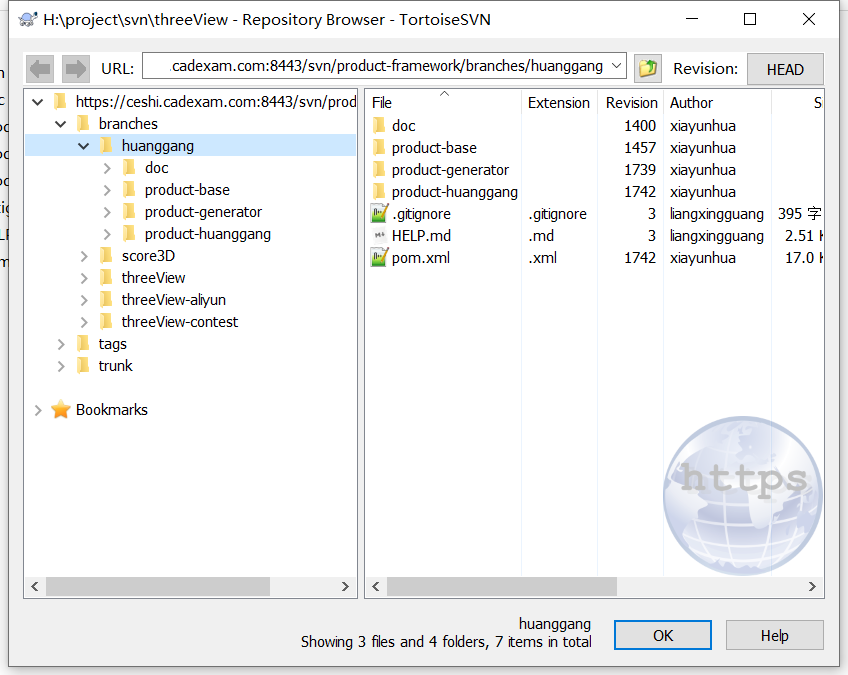 H:\project\svn\threeView - Repository Browser - TortoiseSVN
URL: .cadexam.com:8443/svn/product-framework/branches/huanggang Revision: HEAD
https://ceshi.cadexam.com:8443/svn/prod
branches
huanggang
doc
product-base
product-generator
product-huanggang
score3D
threeView
threeView-aliyun
threeView-contest
tags
trunk
Bookmarks
File Extension Revision Author
doc 1400 xiayunhua
product-base 1457 xiayunhua
product-generator 1739 xiayunhua
product-huanggang 1742 xiayunhua
.gitignore .gitignore 3 liangxingguang 395 字
HELP.md .md 3 liangxingguang 2.51
pom.xml .xml 1742 xiayunhua 17.0
https
huanggang
Showing 3 files and 4 folders, 7 items in total
OK Help